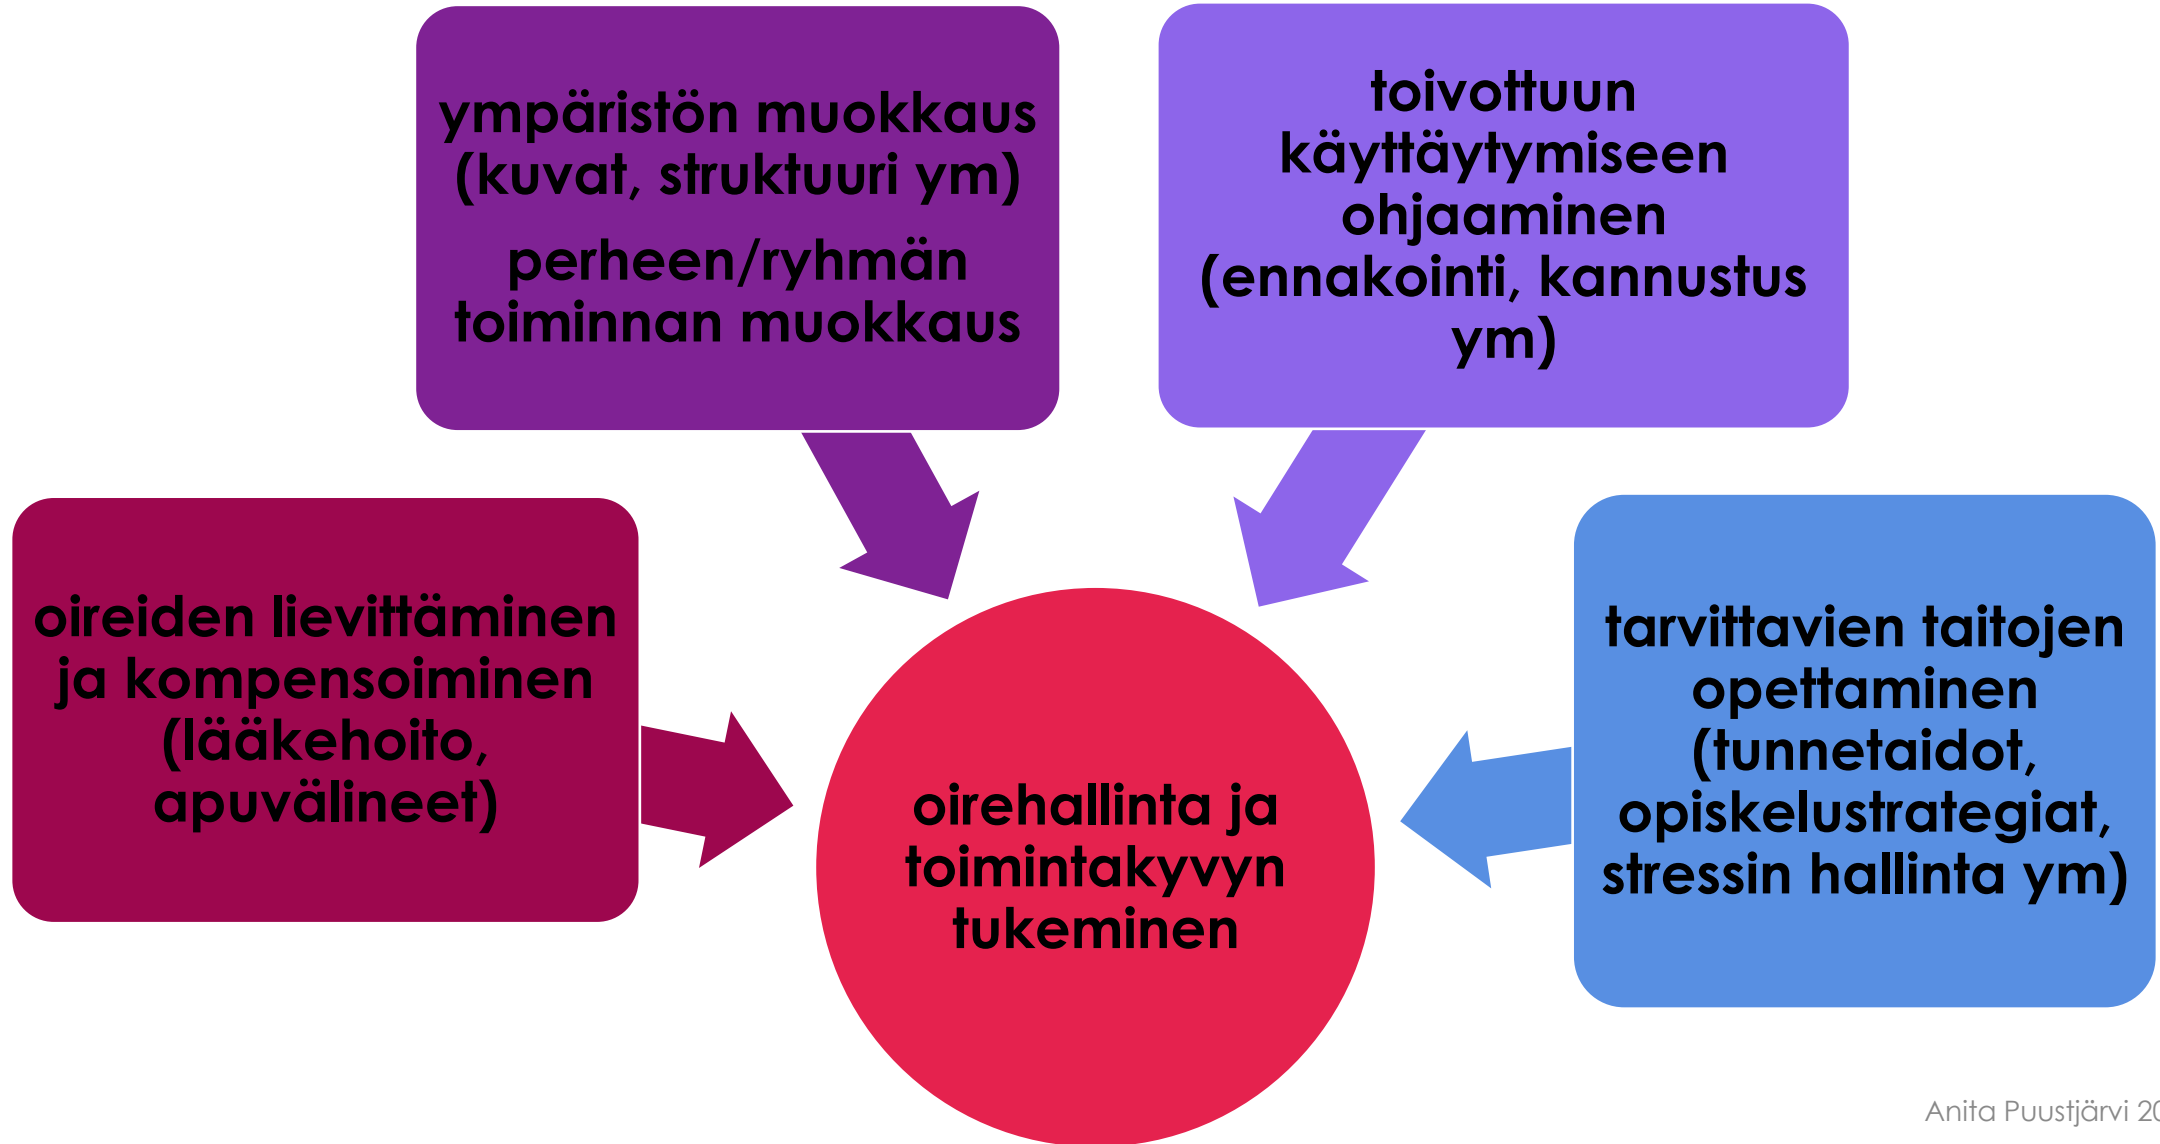 ympäristön muokkaus
(kuvat, struktuuri ym)
perheen/ryhmän
toiminnan muokkaus
toivottuun
käyttäytymiseen
ohjaaminen
(ennakointi, kannustus
ym)
oireiden lievittäminen
ja kompensoiminen
(lääkehoito,
apuvälineet)
tarvittavien taitojen
opettaminen
(tunnetaidot,
opiskelustrategiat,
stressin hallinta ym)
oirehallinta ja
toimintakyvyn
tukeminen
Anita Puustjärvi